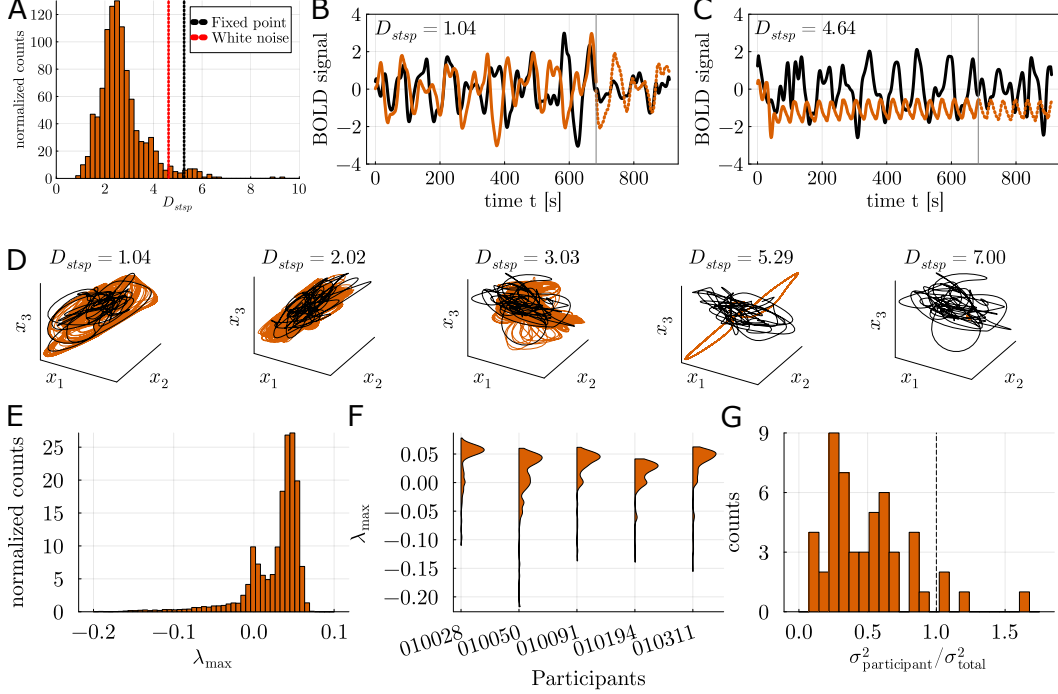 A
normalized counts
120
100
80
60
40
20
0
0 2 4 6 8 10
D_stsp
Fixed point
White noise
B
D_stsp = 1.04
BOLD signal
4
2
0
−2
−4
0 200 400 600 800
time t [s]
C
D_stsp = 4.64
BOLD signal
4
2
0
−2
−4
0 200 400 600 800
time t [s]
D
D_stsp = 1.04
x_3
x_1 x_2
D_stsp = 2.02
x_3
x_1 x_2
D_stsp = 3.03
x_3
x_1 x_2
D_stsp = 5.29
x_3
x_1 x_2
D_stsp = 7.00
x_3
x_1 x_2
E
normalized counts
25
20
15
10
5
0
−0.2 −0.1 0.0 0.1
λ_max
F
λ_max
0.05
0.00
−0.05
−0.10
−0.15
−0.20
010028 010050 010091 010194 010311
Participants
G
counts
9
6
3
0
0.0 0.5 1.0 1.5
σ²_participant/σ²_total